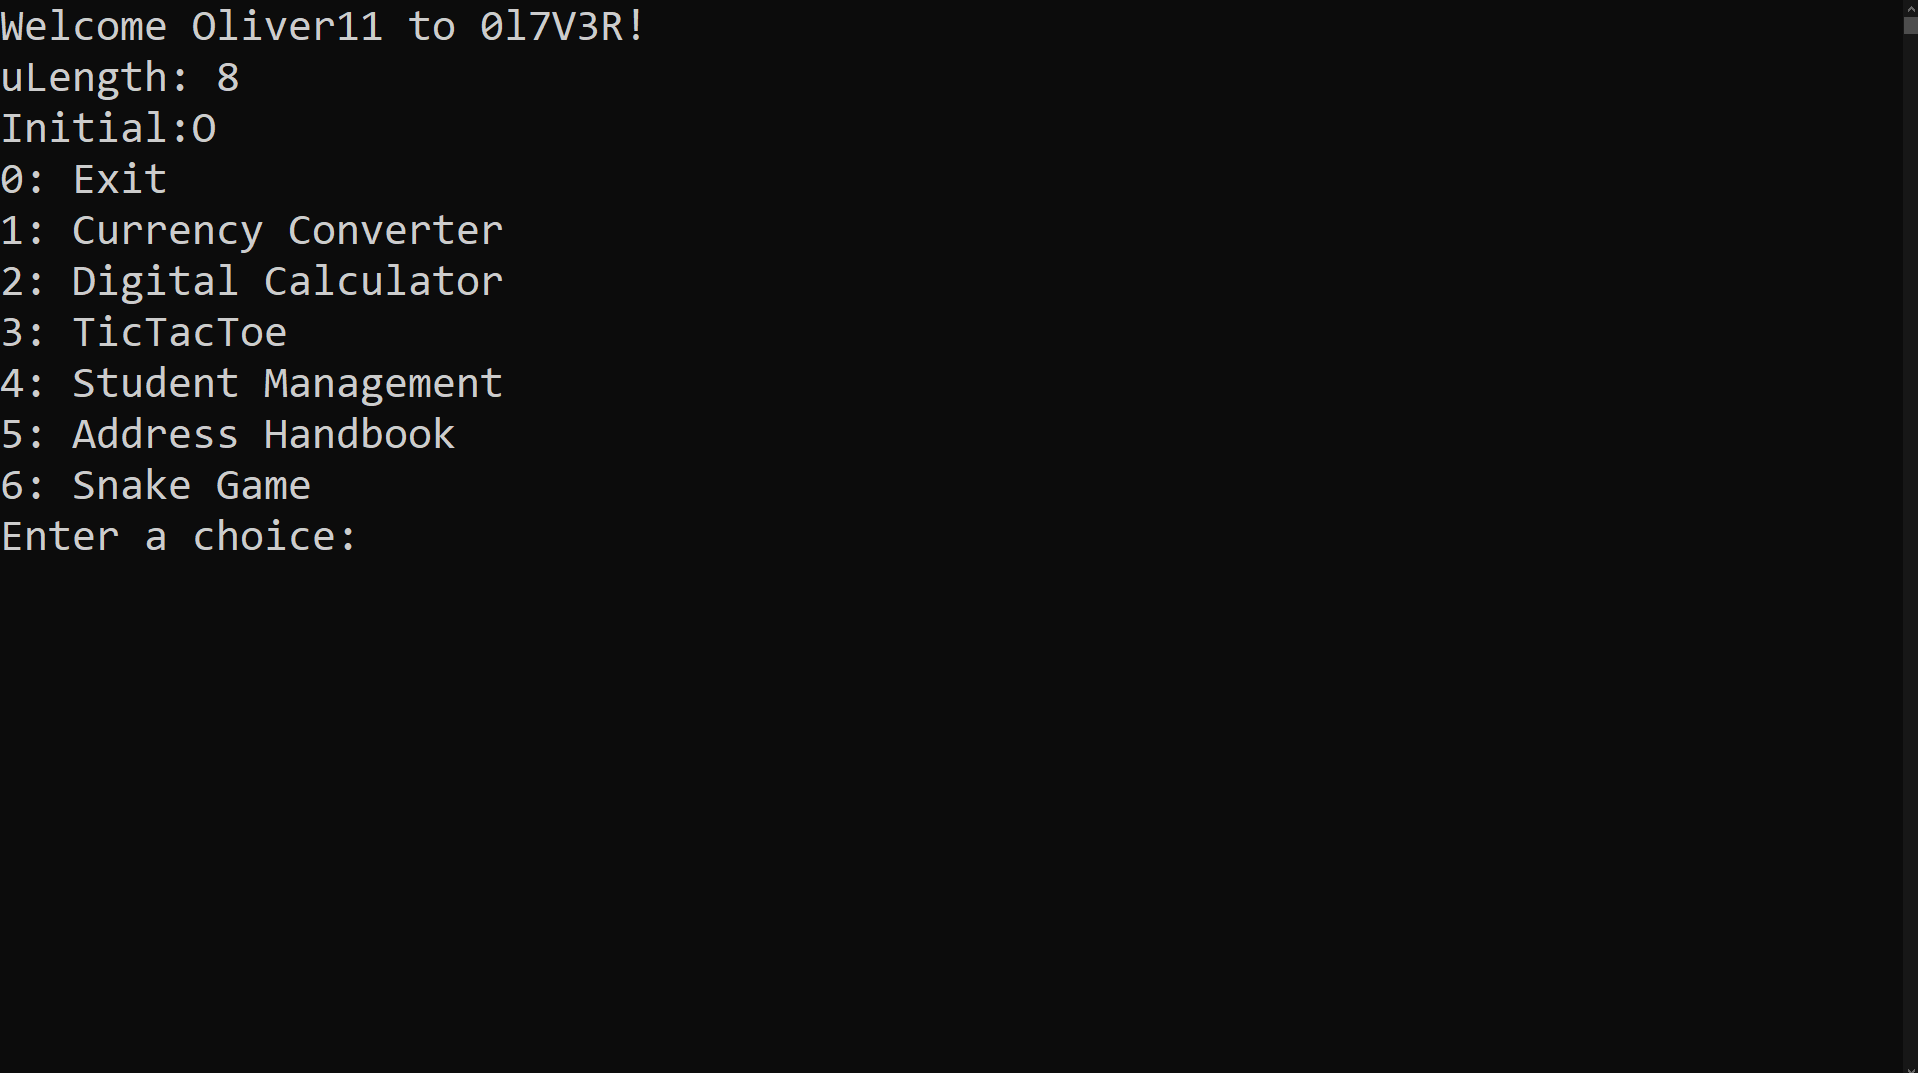 Welcome Oliver11 to 0l7V3R!
uLength: 8
Initial:O
0: Exit
1: Currency Converter
2: Digital Calculator
3: TicTacToe
4: Student Management
5: Address Handbook
6: Snake Game
Enter a choice: